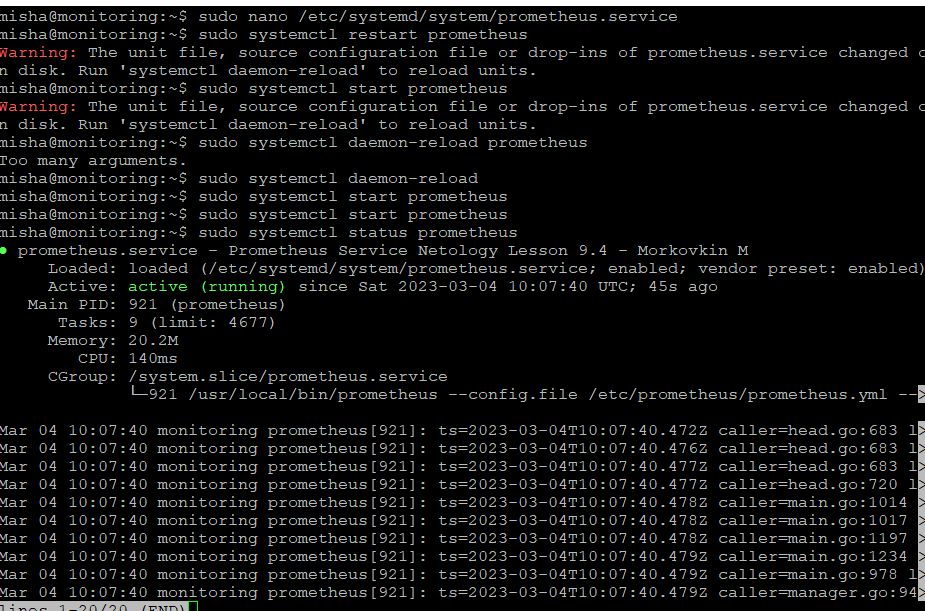 misha@monitoring:~$ sudo nano /etc/systemd/system/prometheus.service
misha@monitoring:~$ sudo systemctl restart prometheus
Warning: The unit file, source configuration file or drop-ins of prometheus.service changed o
n disk. Run 'systemctl daemon-reload' to reload units.
misha@monitoring:~$ sudo systemctl start prometheus
Warning: The unit file, source configuration file or drop-ins of prometheus.service changed o
n disk. Run 'systemctl daemon-reload' to reload units.
misha@monitoring:~$ sudo systemctl daemon-reload prometheus
Too many arguments.
misha@monitoring:~$ sudo systemctl daemon-reload
misha@monitoring:~$ sudo systemctl start prometheus
misha@monitoring:~$ sudo systemctl start prometheus
misha@monitoring:~$ sudo systemctl status prometheus
● prometheus.service - Prometheus Service Netology Lesson 9.4 - Morkovkin M
Loaded: loaded (/etc/systemd/system/prometheus.service; enabled; vendor preset: enabled)
Active: active (running) since Sat 2023-03-04 10:07:40 UTC; 45s ago
Main PID: 921 (prometheus)
Tasks: 9 (limit: 4677)
Memory: 20.2M
CPU: 140ms
CGroup: /system.slice/prometheus.service
└─921 /usr/local/bin/prometheus --config.file /etc/prometheus/prometheus.yml -->
Mar 04 10:07:40 monitoring prometheus[921]: ts=2023-03-04T10:07:40.472Z caller=head.go:683 l>
Mar 04 10:07:40 monitoring prometheus[921]: ts=2023-03-04T10:07:40.476Z caller=head.go:683 l>
Mar 04 10:07:40 monitoring prometheus[921]: ts=2023-03-04T10:07:40.477Z caller=head.go:683 l>
Mar 04 10:07:40 monitoring prometheus[921]: ts=2023-03-04T10:07:40.477Z caller=head.go:720 l>
Mar 04 10:07:40 monitoring prometheus[921]: ts=2023-03-04T10:07:40.478Z caller=main.go:1014 >
Mar 04 10:07:40 monitoring prometheus[921]: ts=2023-03-04T10:07:40.478Z caller=main.go:1017 >
Mar 04 10:07:40 monitoring prometheus[921]: ts=2023-03-04T10:07:40.478Z caller=main.go:1197 >
Mar 04 10:07:40 monitoring prometheus[921]: ts=2023-03-04T10:07:40.479Z caller=main.go:1234 >
Mar 04 10:07:40 monitoring prometheus[921]: ts=2023-03-04T10:07:40.479Z caller=main.go:978 l>
Mar 04 10:07:40 monitoring prometheus[921]: ts=2023-03-04T10:07:40.479Z caller=manager.go:94>
lines 1-20/20 (END)